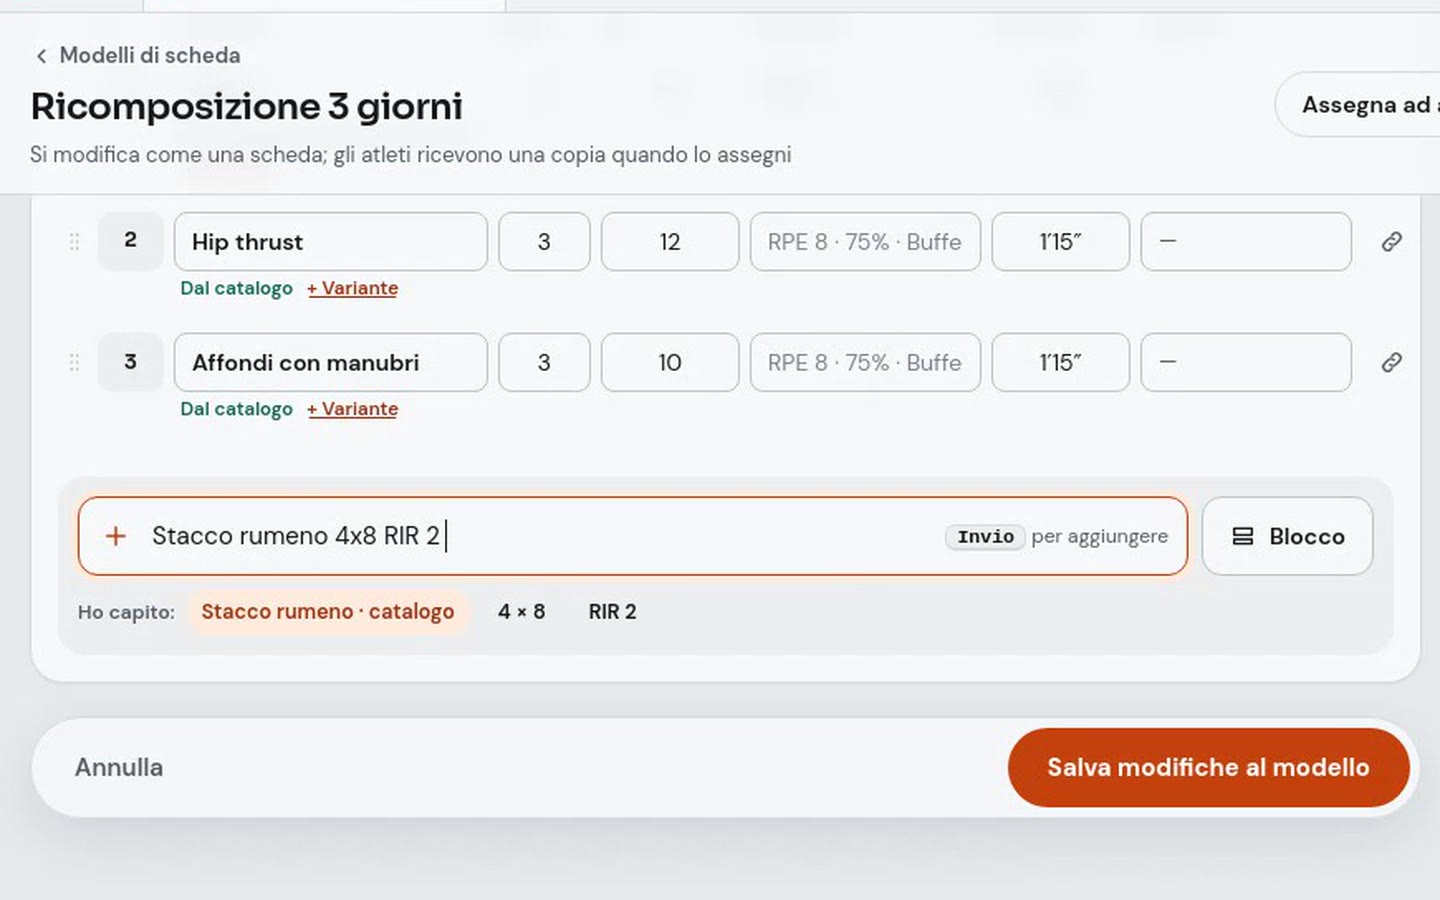 Modelli di scheda
Ricomposizione 3 giorni
Assegna ad
Si modifica come una scheda; gli atleti ricevono una copia quando lo assegni
2 Hip thrust 3 12 RPE 8 · 75% · Buffe 1’15” —
Dal catalogo + Variante
3 Affondi con manubri 3 10 RPE 8 · 75% · Buffe 1’15” —
Dal catalogo + Variante
+ Stacco rumeno 4x8 RIR 2 Invio per aggiungere Blocco
Ho capito: Stacco rumeno · catalogo 4 × 8 RIR 2
Annulla Salva modifiche al modello